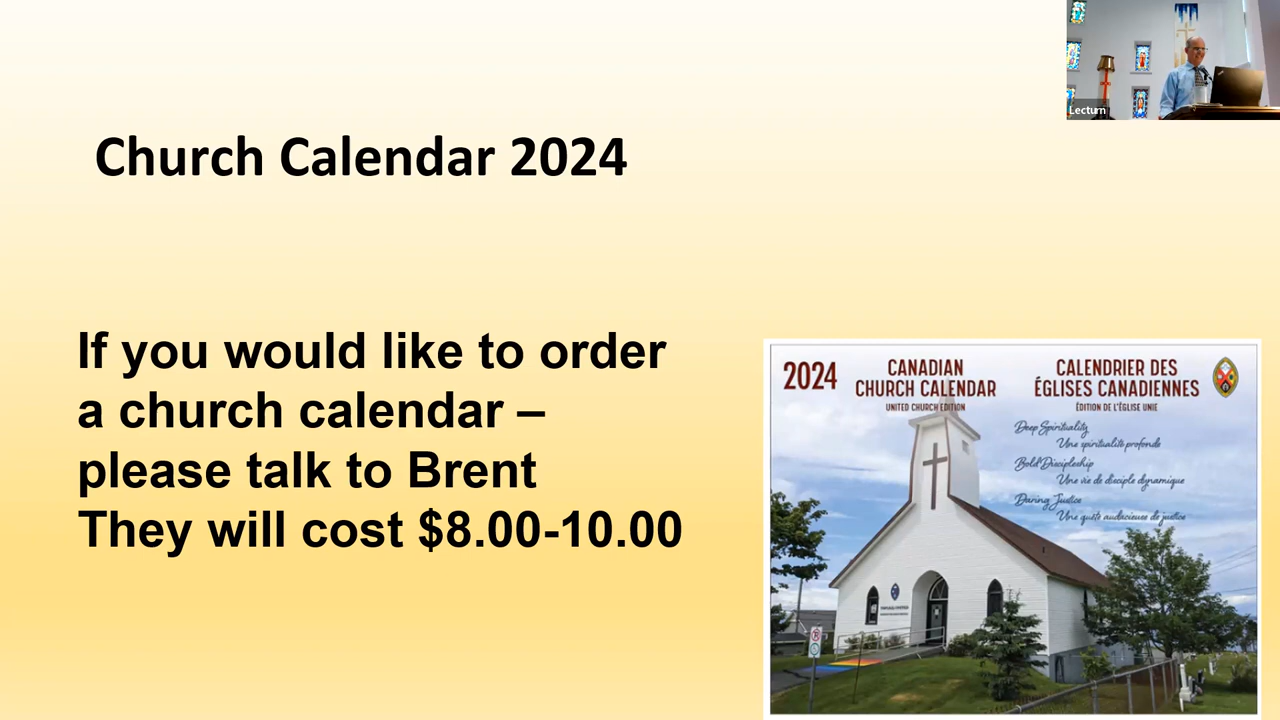 Lectum
Church Calendar 2024
If you would like to order
a church calendar –
please talk to Brent
They will cost $8.00-10.00
2024
CANADIAN
CHURCH CALENDAR
UNITED CHURCH EDITION
CALENDRIER DES
ÉGLISES CANADIENNES
ÉDITION DE L'ÉGLISE UNIE
Deep Spirituality
Une spiritualité profonde
Bold Discipleship
Une vie de disciple dynamique
Daring Justice
Une quête audacieuse de justice